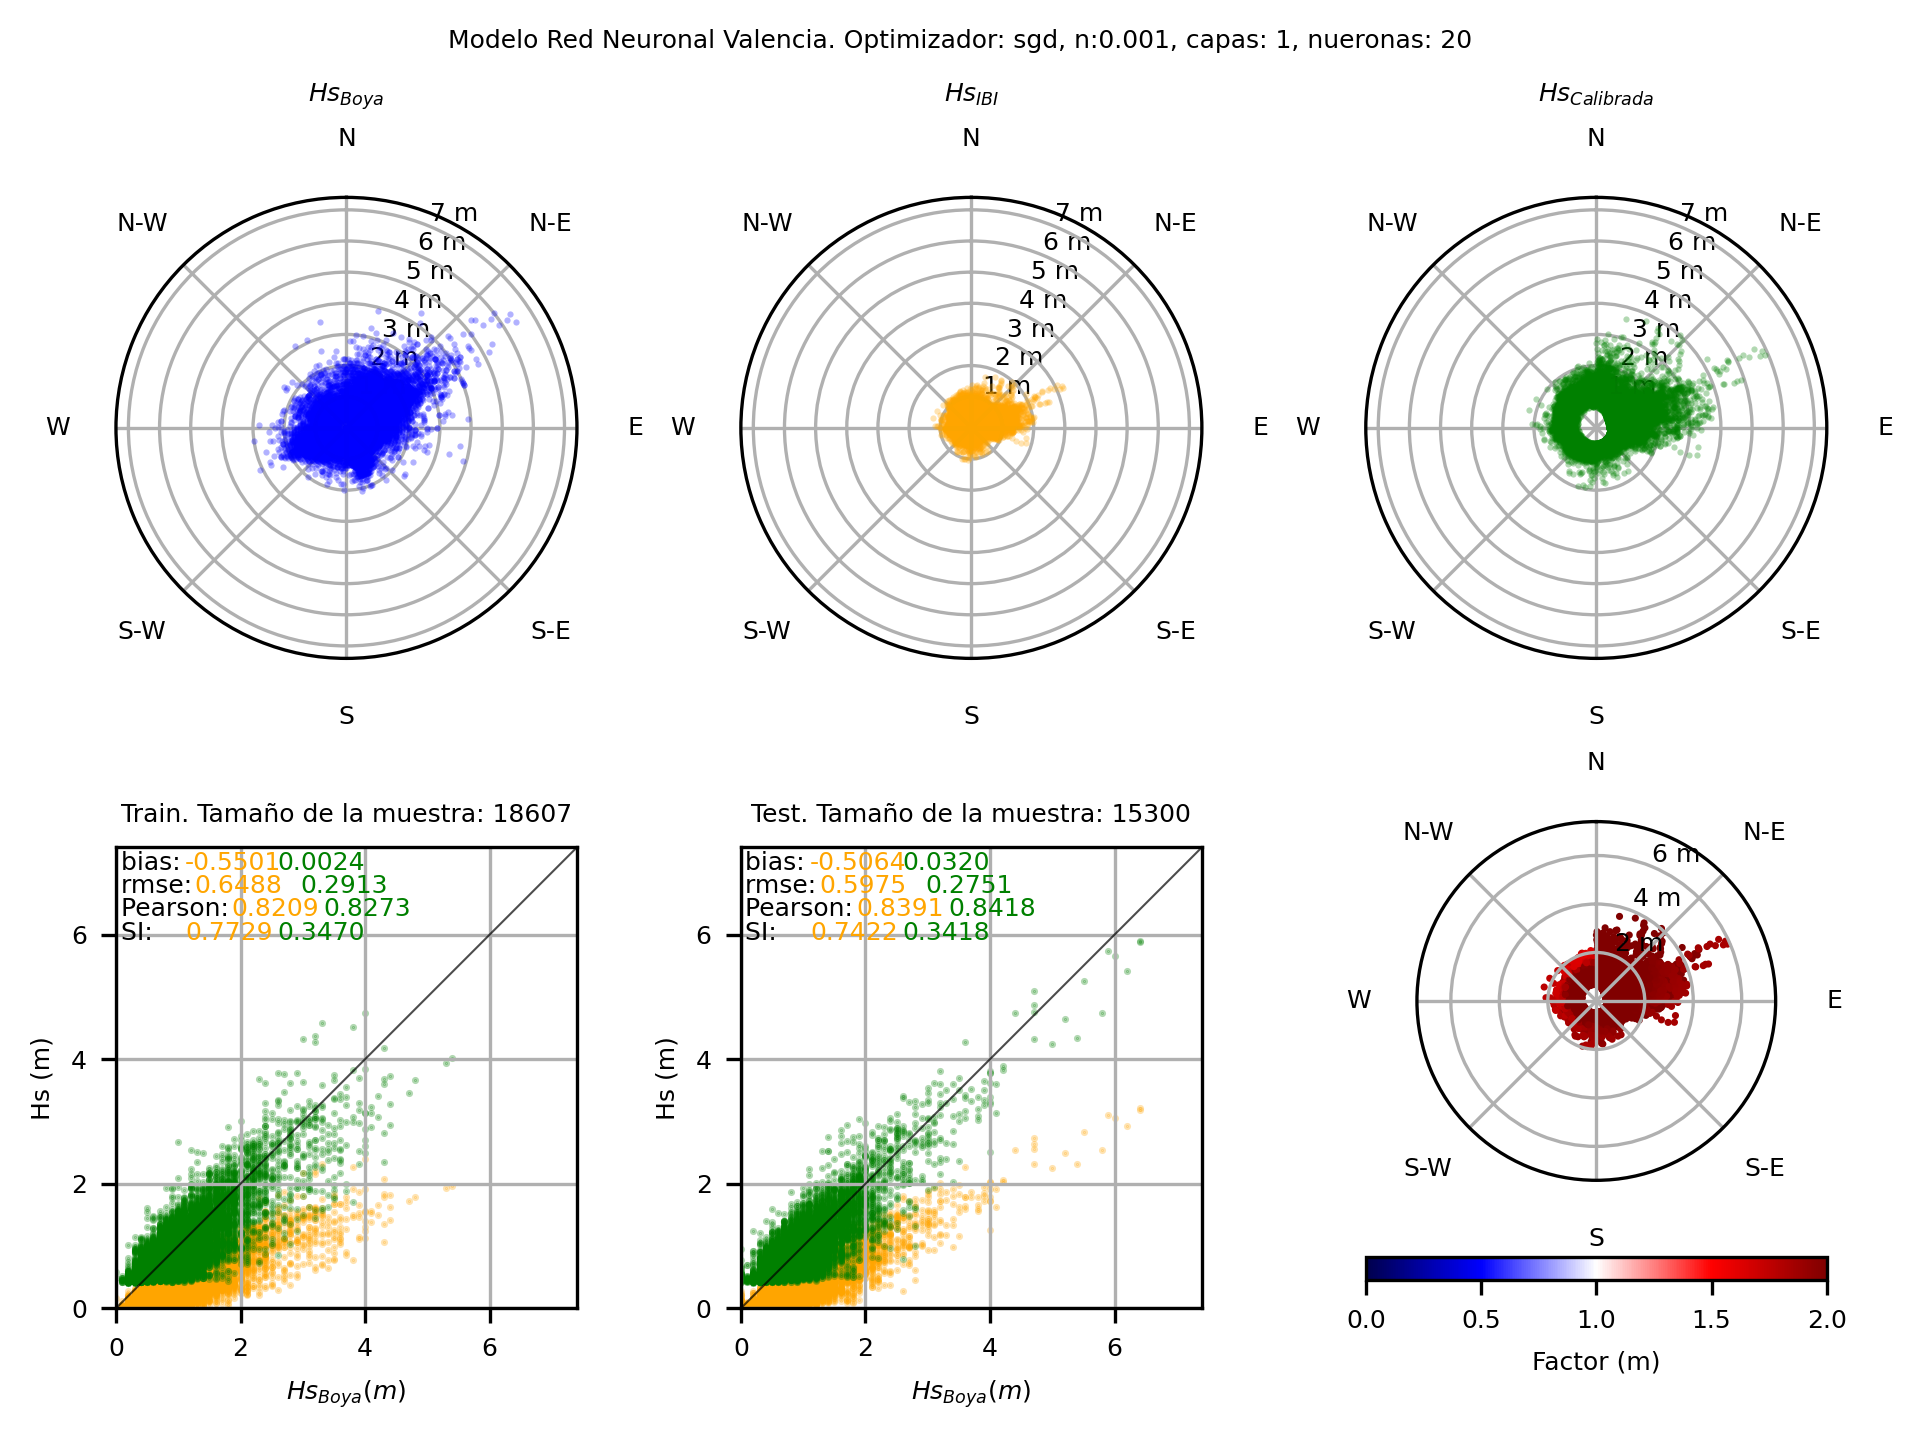 Modelo Red Neuronal Valencia. Optimizador: sgd, n:0.001, capas: 1, nueronas: 20
Hs_Boya
N
N-W
N-E
W
E
S-W
S-E
S
7 m
6 m
5 m
4 m
3 m
2 m
Hs_IBI
N
N-W
N-E
W
E
S-W
S-E
S
7 m
6 m
5 m
4 m
3 m
2 m
1 m
Hs_Calibrada
N
N-W
N-E
W
E
S-W
S-E
S
7 m
6 m
5 m
4 m
3 m
2 m
Train. Tamaño de la muestra: 18607
bias: -0.5501 0.0024
rmse: 0.6488 0.2913
Pearson: 0.8209 0.8273
SI: 0.7729 0.3470
Hs (m)
6
4
2
0
0 2 4 6
Hs_Boya(m)
Test. Tamaño de la muestra: 15300
bias: -0.5064 0.0320
rmse: 0.5975 0.2751
Pearson: 0.8391 0.8418
SI: 0.7422 0.3418
Hs (m)
6
4
2
0
0 2 4 6
Hs_Boya(m)
N
N-W
N-E
W
E
S-W
S-E
S
6 m
4 m
2 m
0.0 0.5 1.0 1.5 2.0
Factor (m)